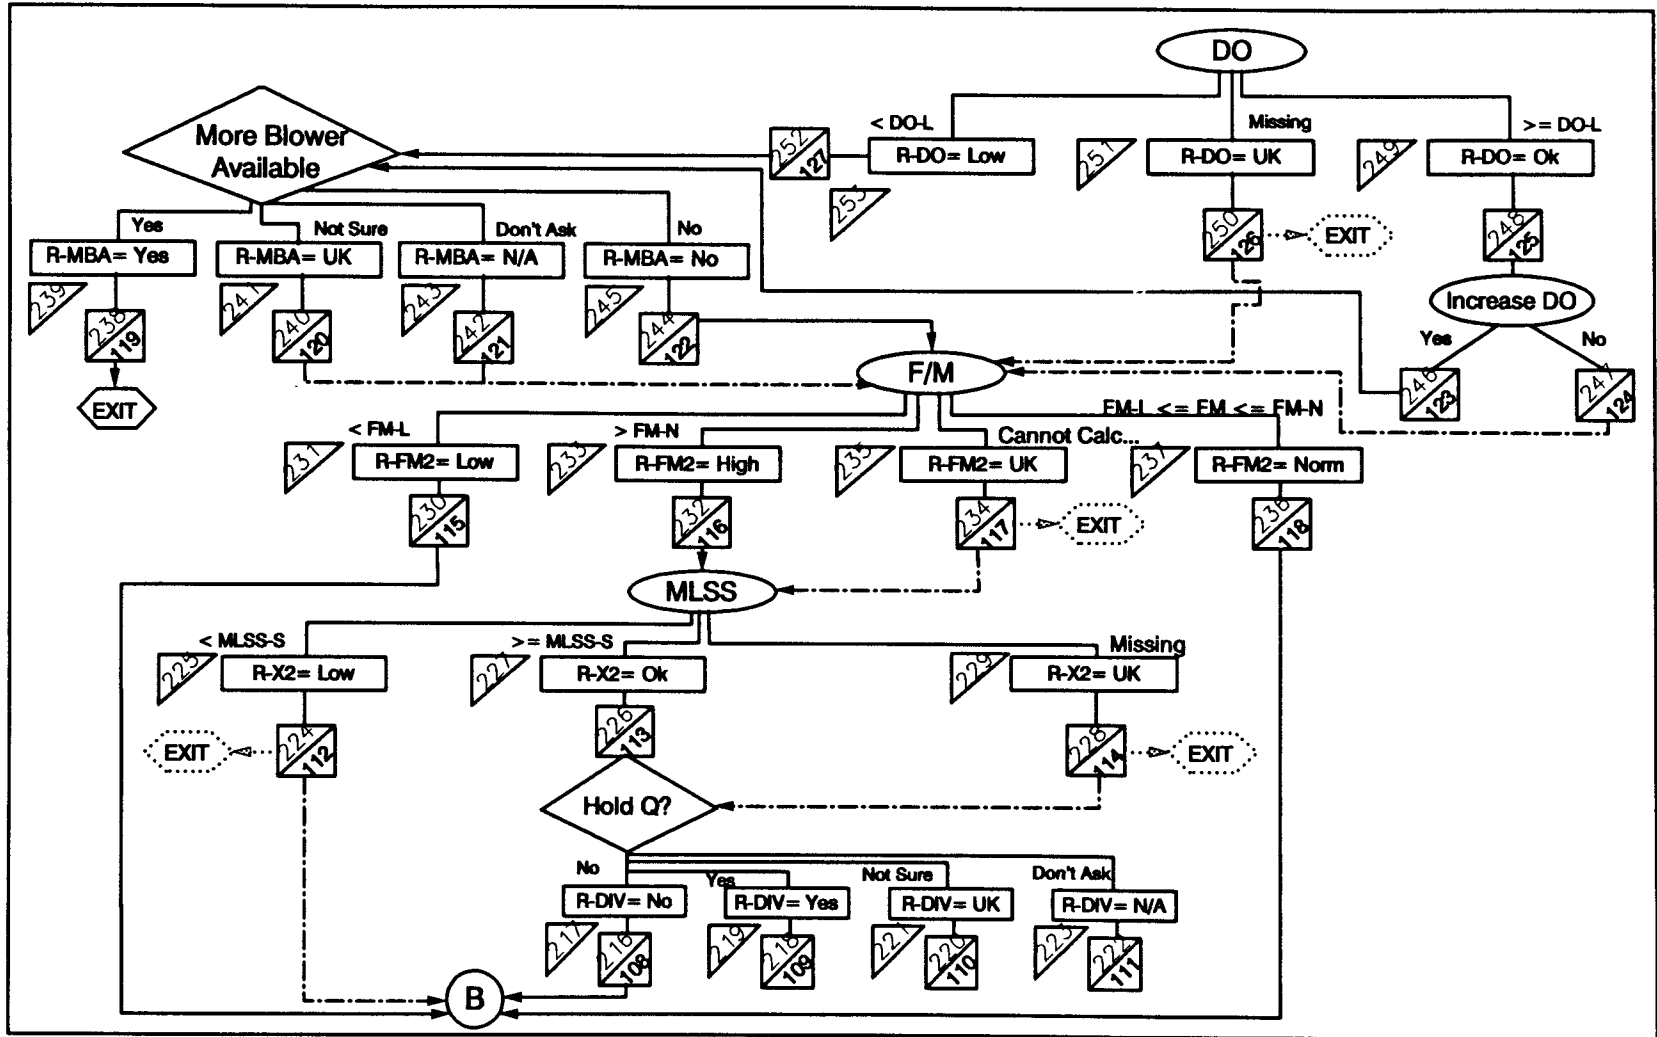 DO
< DO-L
Missing
>= DO-L
More Blower
Available
252
127
R-DO= Low
251
R-DO= UK
249
R-DO= Ok
253
250
126
EXIT
248
125
Yes
Not Sure
Don't Ask
No
R-MBA= Yes
R-MBA= UK
R-MBA= N/A
R-MBA= No
239
238
119
241
240
120
243
242
121
245
244
122
Increase DO
Yes
No
246
123
247
124
EXIT
F/M
< FM-L
> FM-N
Cannot Calc...
FM-L <= FM <= FM-N
231
R-FM2= Low
233
R-FM2= High
235
R-FM2= UK
237
R-FM2= Norm
230
115
232
116
234
117
EXIT
236
118
MLSS
< MLSS-S
>= MLSS-S
Missing
225
R-X2= Low
227
R-X2= Ok
229
R-X2= UK
EXIT
224
112
226
113
228
114
EXIT
Hold Q?
No
Yes
Not Sure
Don't Ask
R-DIV= No
R-DIV= Yes
R-DIV= UK
R-DIV= N/A
217
216
108
219
218
109
221
220
110
223
222
111
B